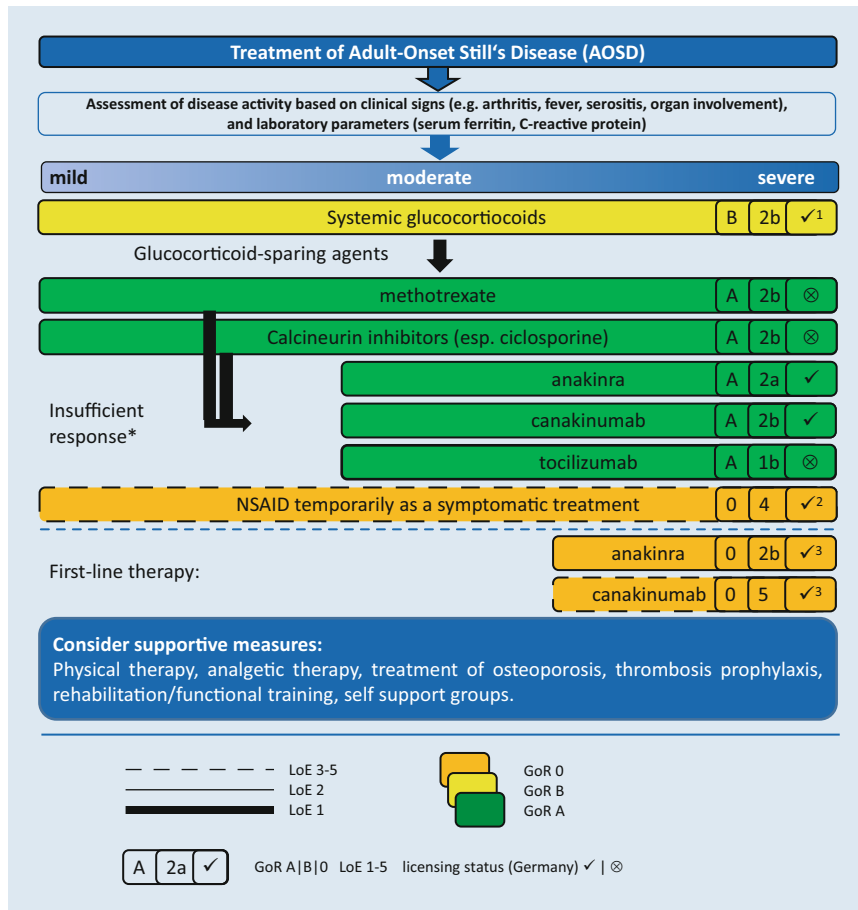 Treatment of Adult-Onset Still's Disease (AOSD)
Assessment of disease activity based on clinical signs (e.g. arthritis, fever, serositis, organ involvement),
and laboratory parameters (serum ferritin, C-reactive protein)
mild moderate severe
Systemic glucocortiocoids B 2b ✓1
Glucocorticoid-sparing agents
methotrexate A 2b ⊗
Calcineurin inhibitors (esp. ciclosporine) A 2b ⊗
anakinra A 2a ✓
Insufficient
response*
canakinumab A 2b ✓
tocilizumab A 1b ⊗
NSAID temporarily as a symptomatic treatment 0 4 ✓2
First-line therapy:
anakinra 0 2b ✓3
canakinumab 0 5 ✓3
Consider supportive measures:
Physical therapy, analgetic therapy, treatment of osteoporosis, thrombosis prophylaxis,
rehabilitation/functional training, self support groups.
LoE 3-5
LoE 2
LoE 1
GoR 0
GoR B
GoR A
A 2a ✓ GoR A|B|0 LoE 1-5 licensing status (Germany) ✓ | ⊗